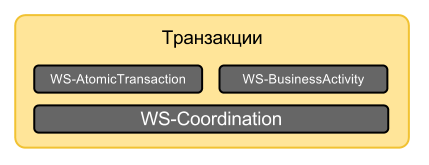 Транзакции
WS-AtomicTransaction WS-BusinessActivity
WS-Coordination